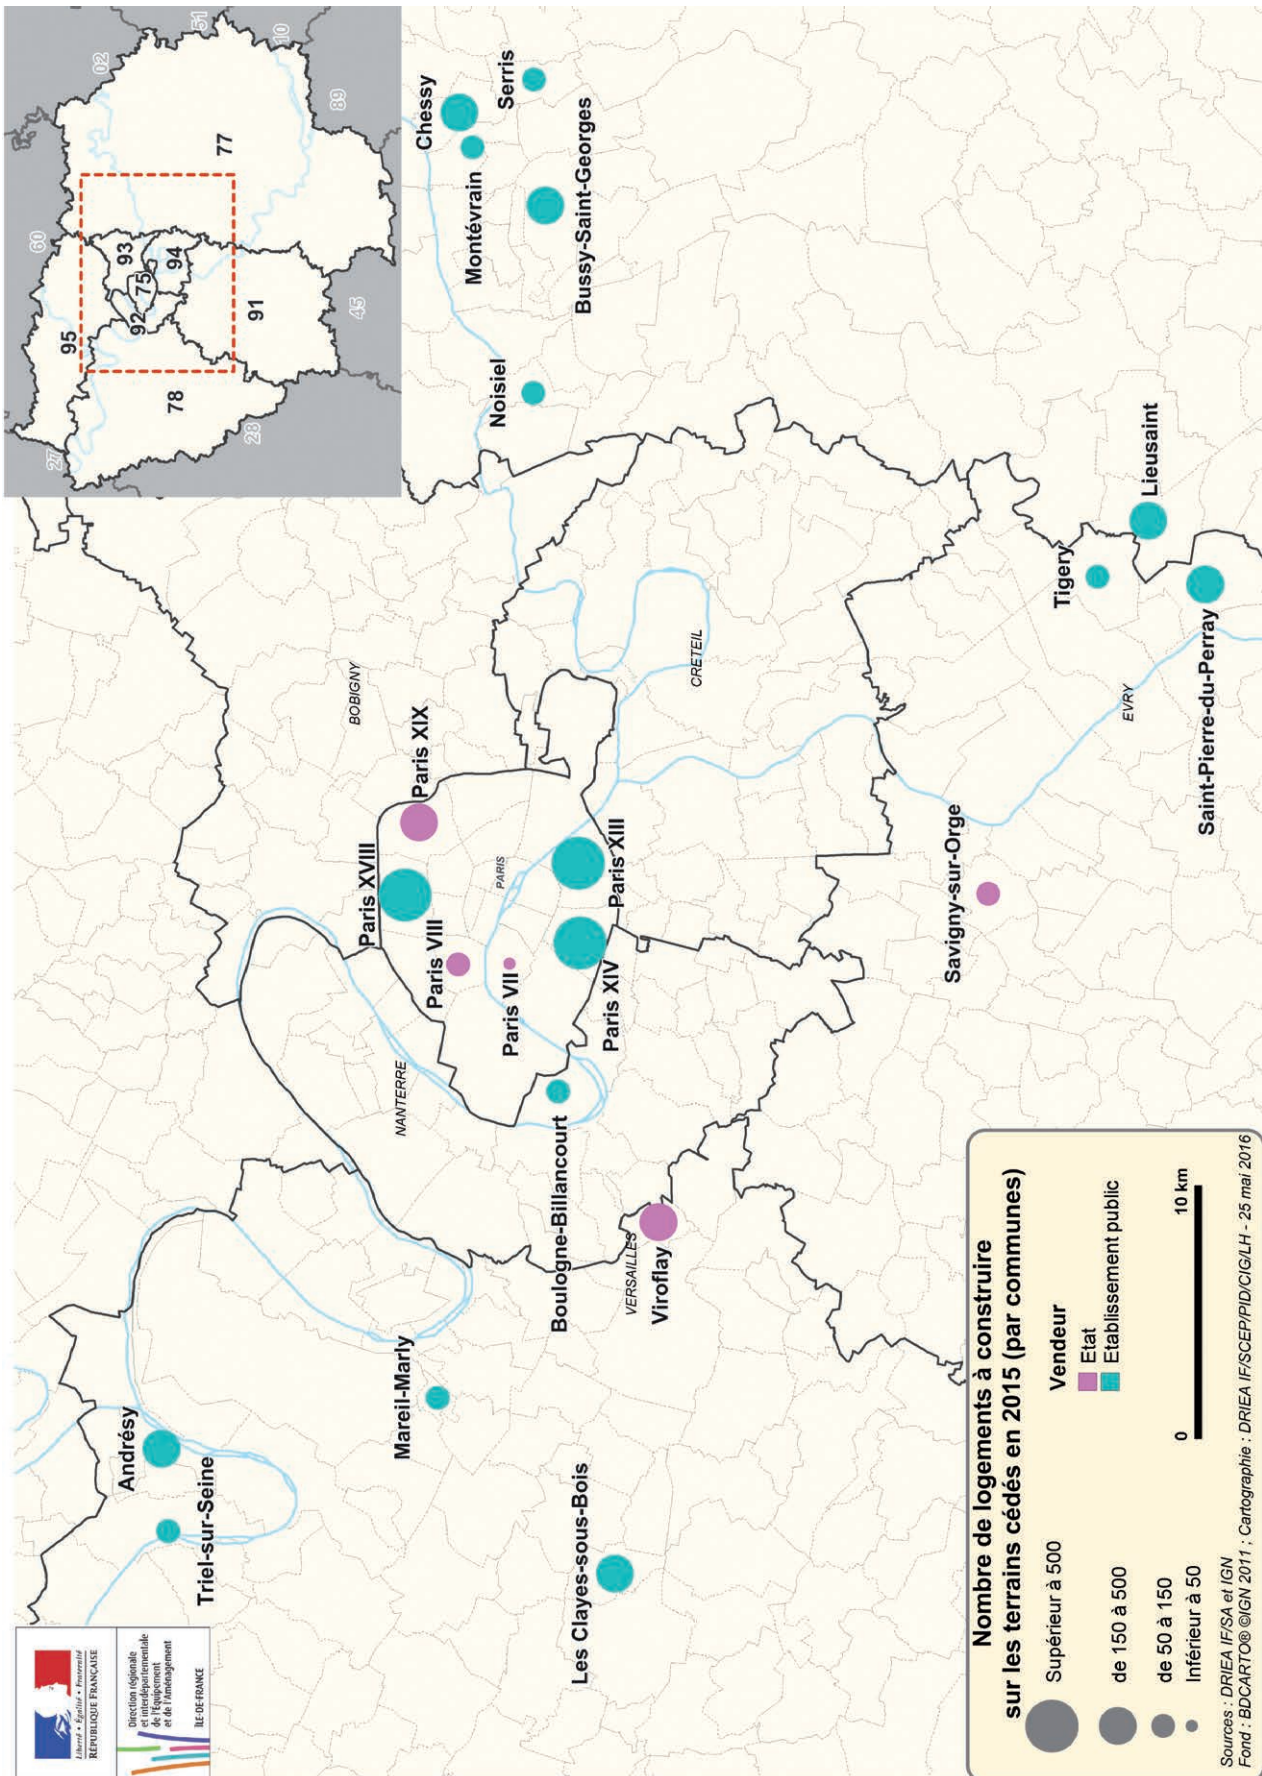 Liberté • Égalité • Fraternité
RÉPUBLIQUE FRANÇAISE
Direction régionale
et interdépartementale
de l'Équipement
et de l'Aménagement
ÎLE-DE-FRANCE
Andrésy
Triel-sur-Seine
Mareil-Marly
Les Clayes-sous-Bois
NANTERRE
VERSAILLES
Viroflay
Boulogne-Billancourt
Paris XVIII
Paris XIX
Paris VIII
Paris VII
PARIS
Paris XIV
Paris XIII
BOBIGNY
CRETEIL
Savigny-sur-Orge
EVRY
Tigery
Lieusaint
Saint-Pierre-du-Perray
Noisiel
Chessy
Montévrain
Serris
Bussy-Saint-Georges
27
60
02
51
10
89
45
28
95
78
92
75
93
94
91
77
Nombre de logements à construire
sur les terrains cédés en 2015 (par communes)
Supérieur à 500
de 150 à 500
de 50 à 150
Inférieur à 50
Vendeur
Etat
Etablissement public
0 10 km
Sources : DRIEA IF/SA et IGN
Fond : BDCARTO® ©IGN 2011 ; Cartographie : DRIEA IF/SCEP/PID/CIG/LH - 25 mai 2016